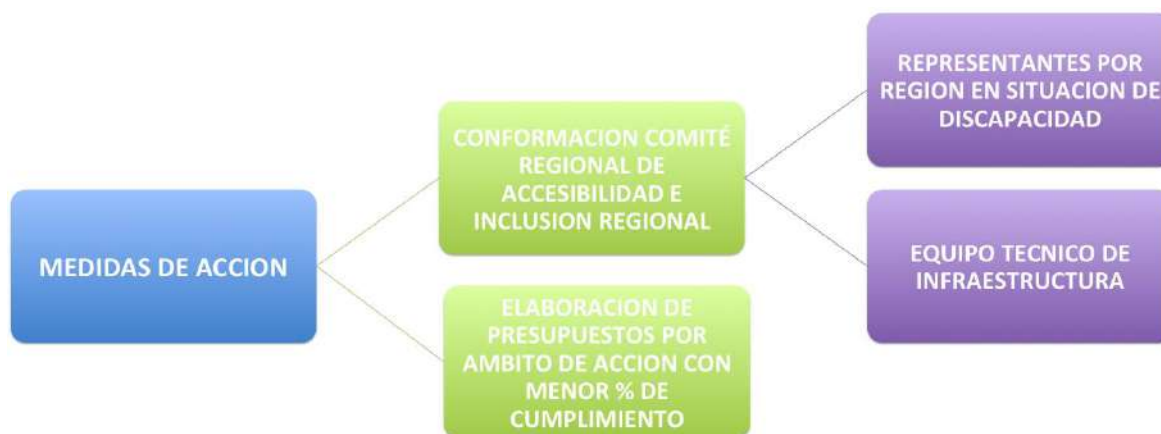 MEDIDAS DE ACCION
CONFORMACION COMITÉ
REGIONAL DE
ACCESIBILIDAD E
INCLUSION REGIONAL
ELABORACION DE
PRESUPUESTOS POR
AMBITO DE ACCION CON
MENOR % DE
CUMPLIMIENTO
REPRESENTANTES POR
REGION EN SITUACION DE
DISCAPACIDAD
EQUIPO TECNICO DE
INFRAESTRUCTURA